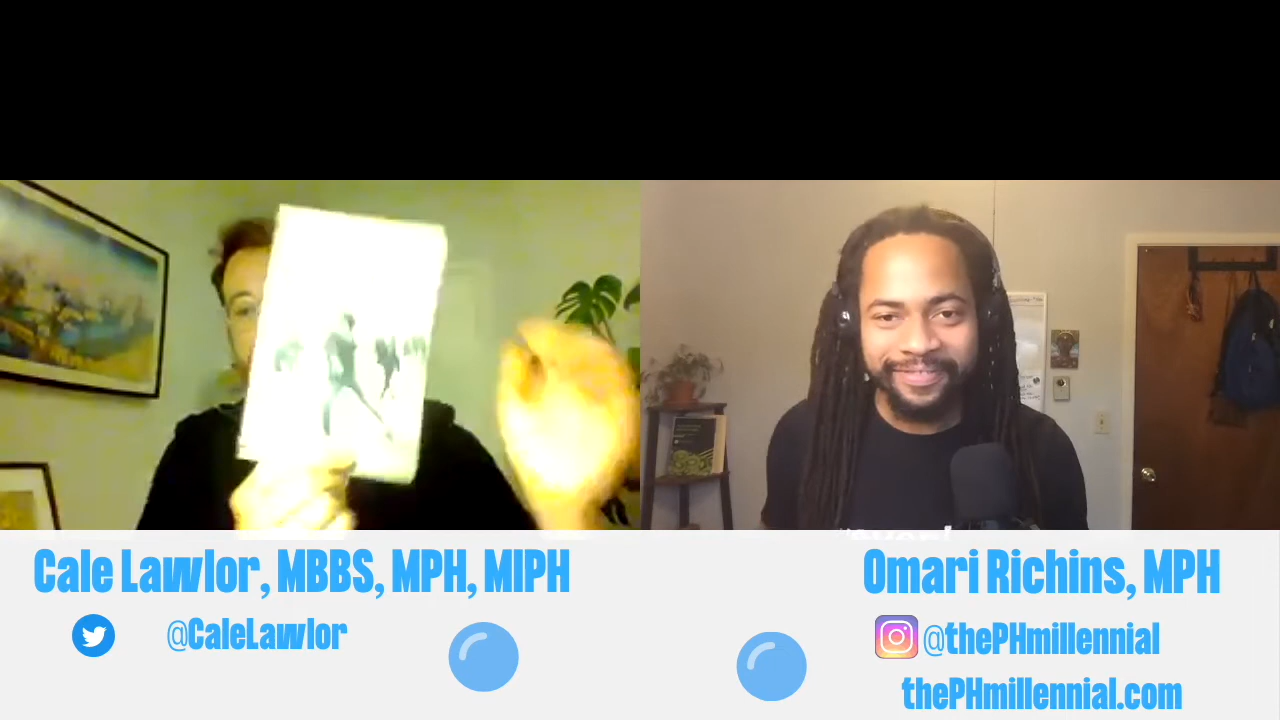 Cale Lawlor, MBBS, MPH, MIPH
@CaleLawlor
Omari Richins, MPH
@thePHmillennial
thePHmillennial.com